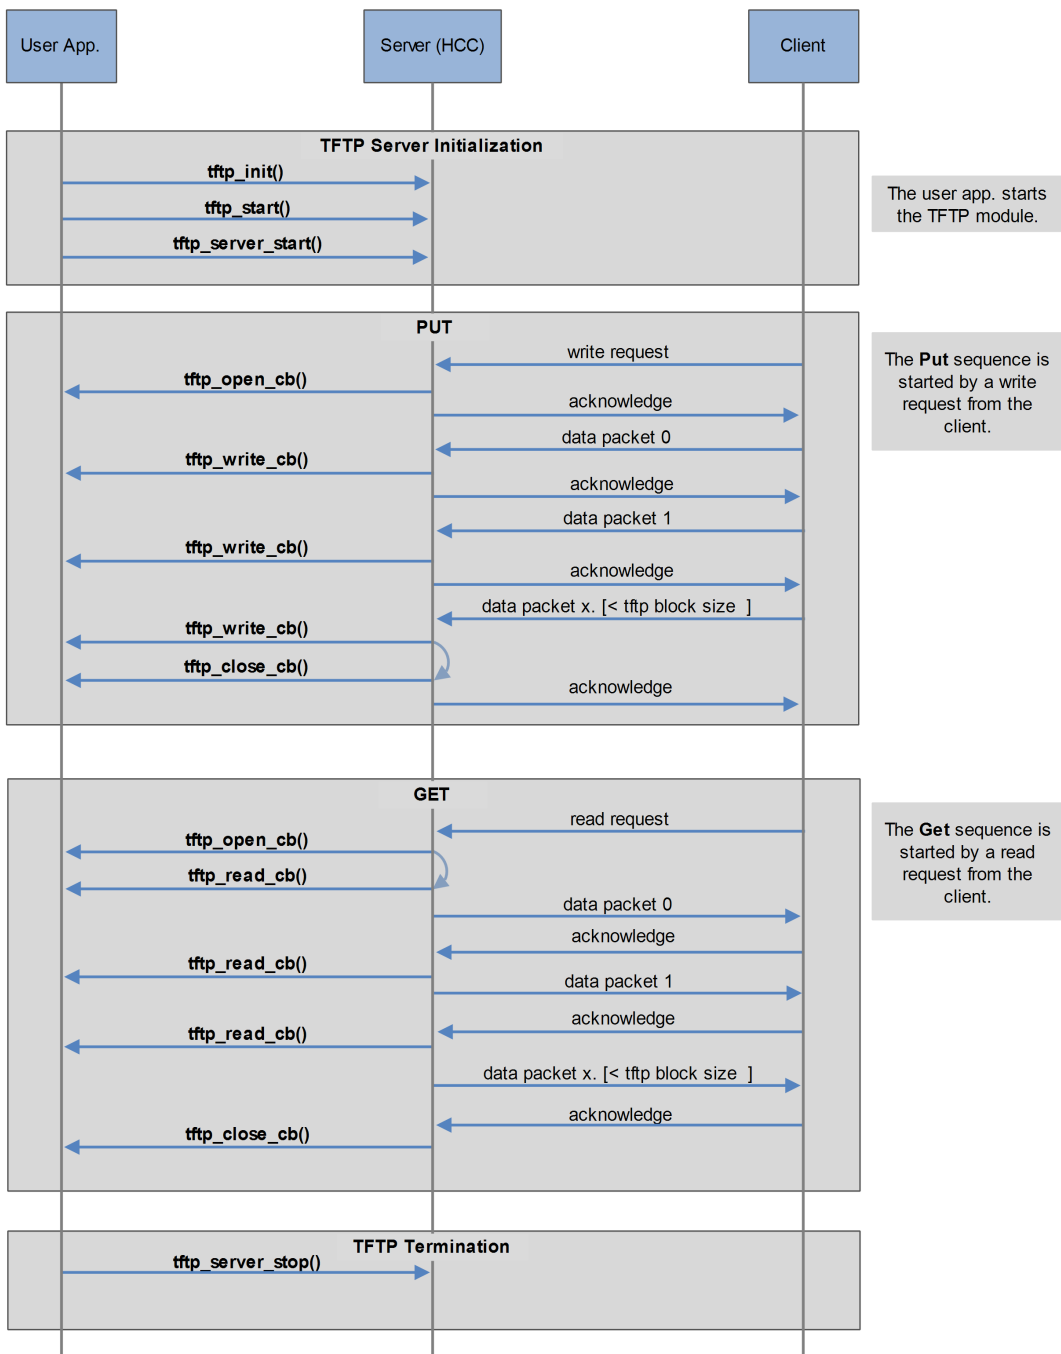 User App.
Server (HCC)
Client
TFTP Server Initialization
tftp_init()
tftp_start()
tftp_server_start()
The user app. starts
the TFTP module.
PUT
write request
tftp_open_cb()
acknowledge
data packet 0
tftp_write_cb()
acknowledge
data packet 1
tftp_write_cb()
acknowledge
data packet x. [< tftp block size ]
tftp_write_cb()
tftp_close_cb()
acknowledge
The Put sequence is
started by a write
request from the
client.
GET
read request
tftp_open_cb()
tftp_read_cb()
data packet 0
acknowledge
tftp_read_cb()
data packet 1
acknowledge
tftp_read_cb()
data packet x. [< tftp block size ]
acknowledge
tftp_close_cb()
The Get sequence is
started by a read
request from the
client.
TFTP Termination
tftp_server_stop()